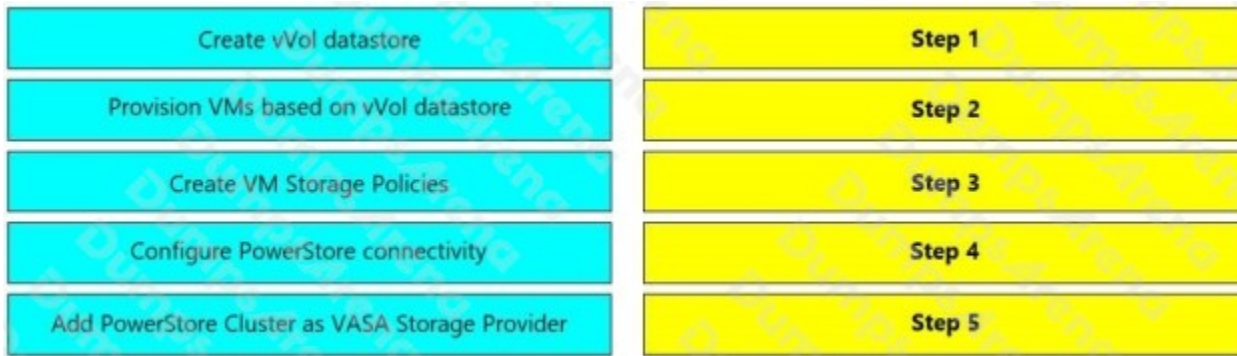 Create vVol datastore
Step 1
Provision VMs based on vVol datastore
Step 2
Create VM Storage Policies
Step 3
Configure PowerStore connectivity
Step 4
Add PowerStore Cluster as VASA Storage Provider
Step 5
DumpsArena